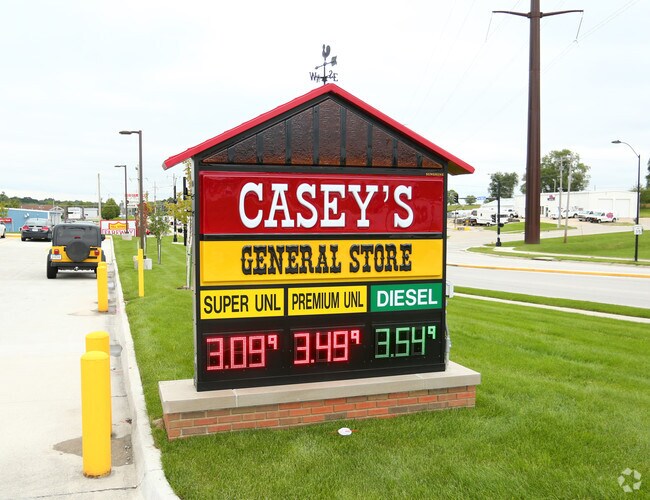 W E
CASEY'S
GENERAL STORE
SUPER UNL PREMIUM UNL DIESEL
3.09⁹ 3.49⁹ 3.54⁹